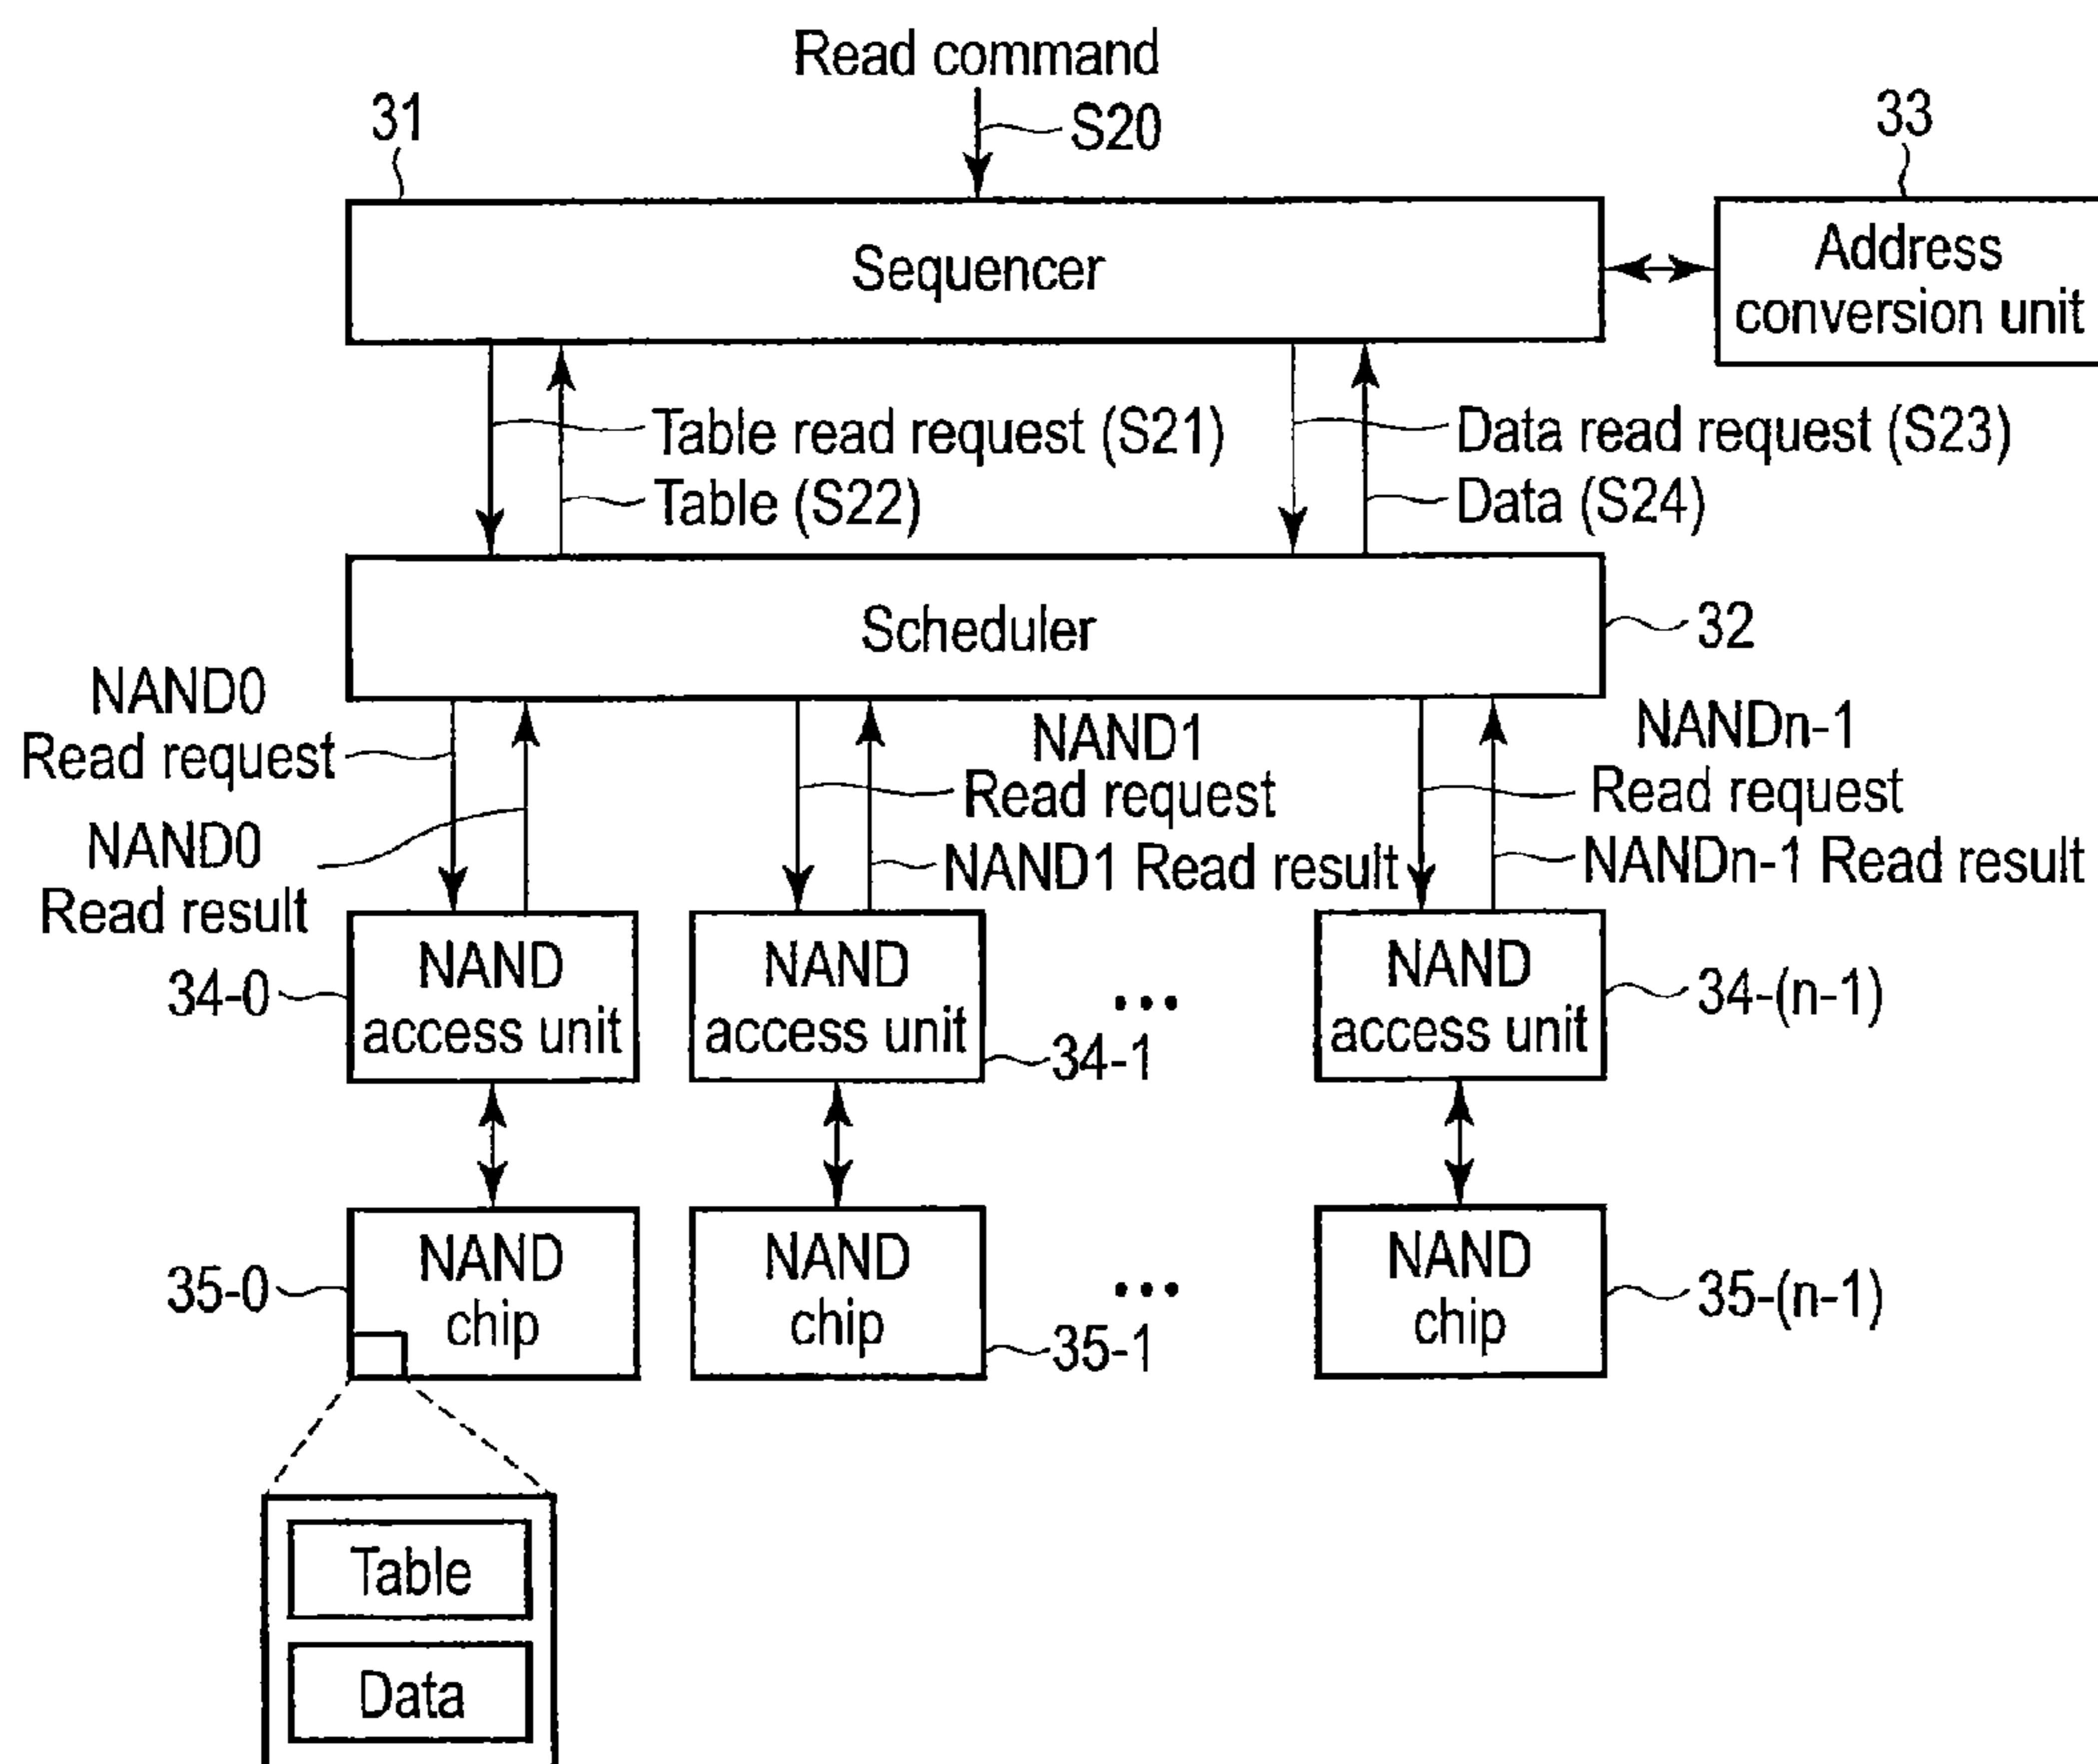 Read command
S20
31
33
Sequencer
Address
conversion unit
Table read request (S21)
Table (S22)
Data read request (S23)
Data (S24)
Scheduler
32
NAND0
Read request
NAND0
Read result
NAND1
Read request
NAND1 Read result
NANDn-1
Read request
NANDn-1 Read result
34-0
NAND
access unit
NAND
access unit
34-1
...
NAND
access unit
34-(n-1)
35-0
NAND
chip
NAND
chip
35-1
...
NAND
chip
35-(n-1)
Table
Data